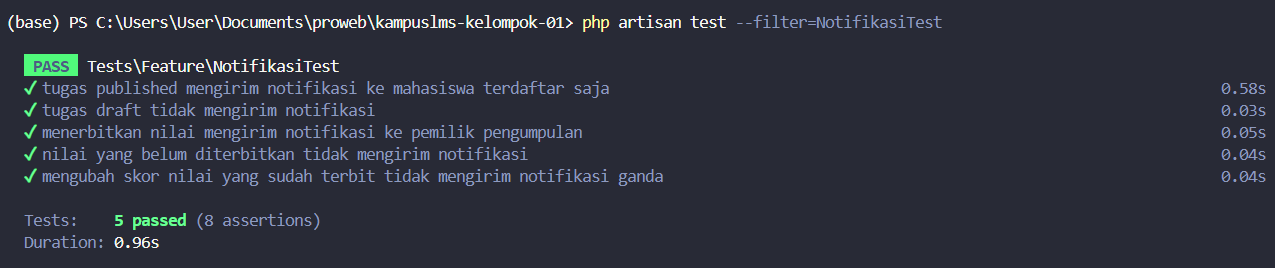 (base) PS C:\Users\User\Documents\proweb\kampuslms-kelompok-01> php artisan test --filter=NotifikasiTest
PASS Tests\Feature\NotifikasiTest
✓ tugas published mengirim notifikasi ke mahasiswa terdaftar saja 0.58s
✓ tugas draft tidak mengirim notifikasi 0.03s
✓ menerbitkan nilai mengirim notifikasi ke pemilik pengumpulan 0.05s
✓ nilai yang belum diterbitkan tidak mengirim notifikasi 0.04s
✓ mengubah skor nilai yang sudah terbit tidak mengirim notifikasi ganda 0.04s
Tests: 5 passed (8 assertions)
Duration: 0.96s